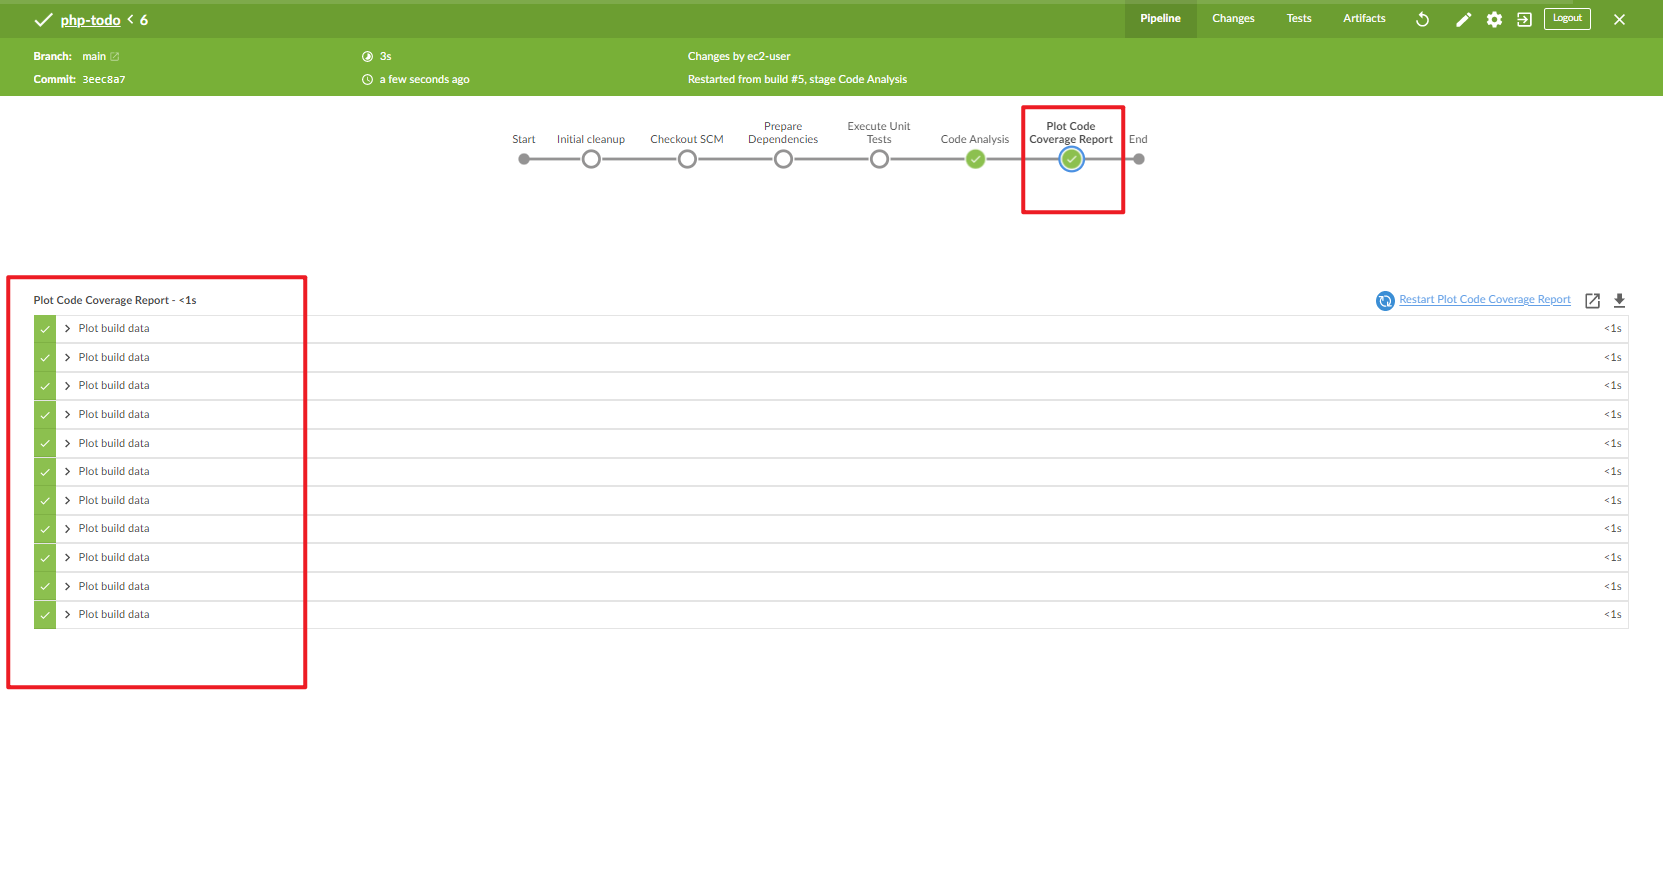 php-todo < 6
Pipeline
Changes
Tests
Artifacts
Logout
Branch: main
3s
Changes by ec2-user
Commit: 3eec8a7
a few seconds ago
Restarted from build #5, stage Code Analysis
Start
Initial cleanup
Checkout SCM
Prepare
Dependencies
Execute Unit
Tests
Code Analysis
Plot Code
Coverage Report
End
Plot Code Coverage Report - <1s
Restart Plot Code Coverage Report
Plot build data <1s
Plot build data <1s
Plot build data <1s
Plot build data <1s
Plot build data <1s
Plot build data <1s
Plot build data <1s
Plot build data <1s
Plot build data <1s
Plot build data <1s
Plot build data <1s